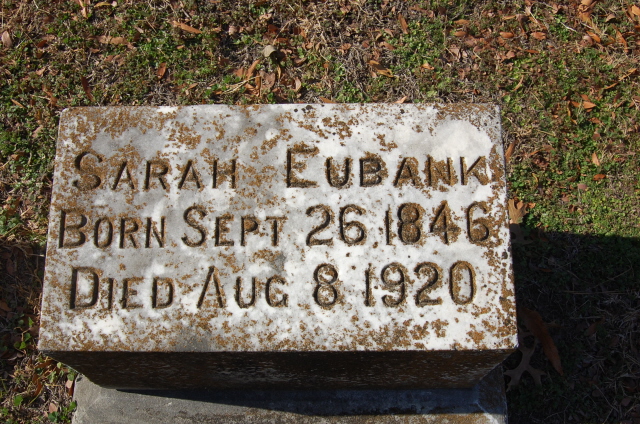 Sarah Eubank
Born Sept 26, 1846
Died Aug 8 1920